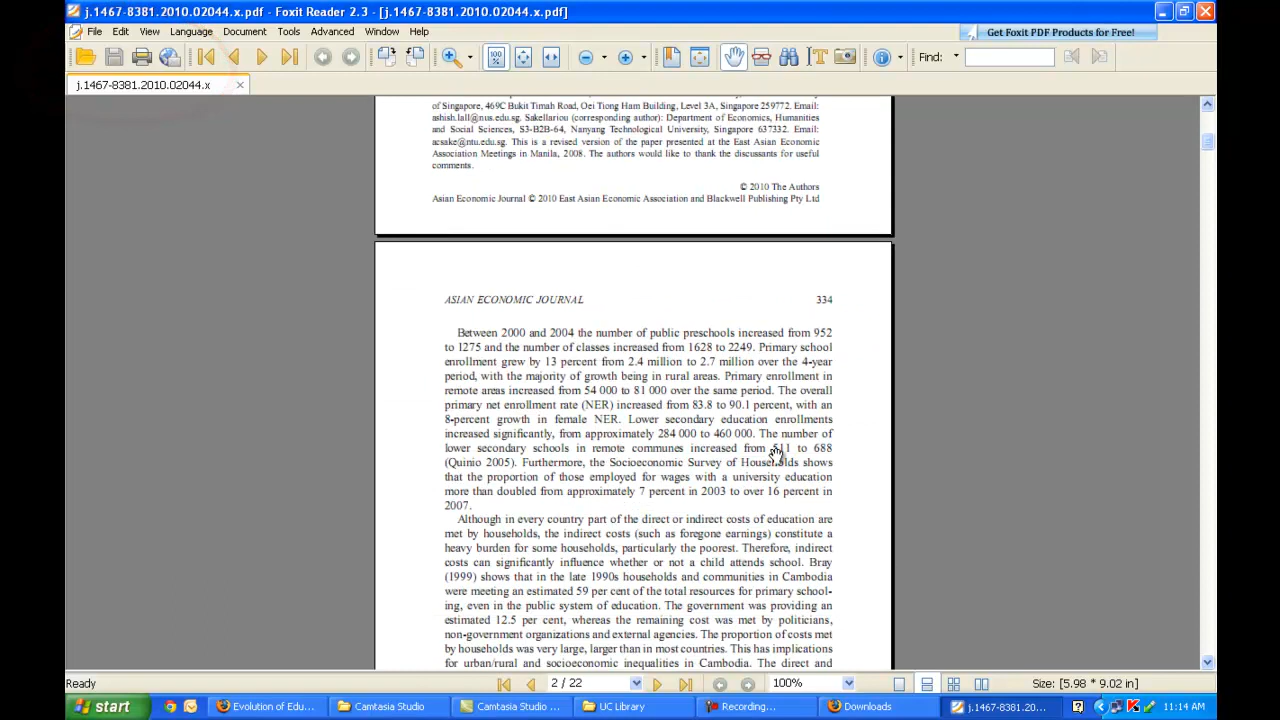 j.1467-8381.2010.02044.x.pdf - Foxit Reader 2.3 - [j.1467-8381.2010.02044.x.pdf]
File Edit View Language Document Tools Advanced Window Help
Get Foxit PDF Products for Free!
100 %
Find:
j.1467-8381.2010.02044.x
of Singapore, 469C Bukit Timah Road, Oei Tiong Ham Building, Level 3A, Singapore 259772. Email:
ashish.lall@nus.edu.sg. Sakellariou (corresponding author): Department of Economics, Humanities
and Social Sciences, S3-B2B-64, Nanyang Technological University, Singapore 637332. Email:
acsake@ntu.edu.sg. This is a revised version of the paper presented at the East Asian Economic
Association Meetings in Manila, 2008. The authors would like to thank the discussants for useful
comments.
© 2010 The Authors
Asian Economic Journal © 2010 East Asian Economic Association and Blackwell Publishing Pty Ltd
ASIAN ECONOMIC JOURNAL 334
Between 2000 and 2004 the number of public preschools increased from 952
to 1275 and the number of classes increased from 1628 to 2249. Primary school
enrollment grew by 13 percent from 2.4 million to 2.7 million over the 4-year
period, with the majority of growth being in rural areas. Primary enrollment in
remote areas increased from 54 000 to 81 000 over the same period. The overall
primary net enrollment rate (NER) increased from 83.8 to 90.1 percent, with an
8-percent growth in female NER. Lower secondary education enrollments
increased significantly, from approximately 284 000 to 460 000. The number of
lower secondary schools in remote communes increased from 511 to 688
(Quinio 2005). Furthermore, the Socioeconomic Survey of Households shows
that the proportion of those employed for wages with a university education
more than doubled from approximately 7 percent in 2003 to over 16 percent in
2007.
Although in every country part of the direct or indirect costs of education are
met by households, the indirect costs (such as foregone earnings) constitute a
heavy burden for some households, particularly the poorest. Therefore, indirect
costs can significantly influence whether or not a child attends school. Bray
(1999) shows that in the late 1990s households and communities in Cambodia
were meeting an estimated 59 per cent of the total resources for primary school-
ing, even in the public system of education. The government was providing an
estimated 12.5 per cent, whereas the remaining cost was met by politicians,
non-government organizations and external agencies. The proportion of costs met
by households was very large, larger than in most countries. This has implications
for urban/rural and socioeconomic inequalities in Cambodia. The direct and
Ready 2 / 22 100% Size: [5.98 * 9.02 in]
start Evolution of Edu... Camtasia Studio Camtasia Studio ... UC Library Recording... Downloads j.1467-8381.2010.... 11:14 AM